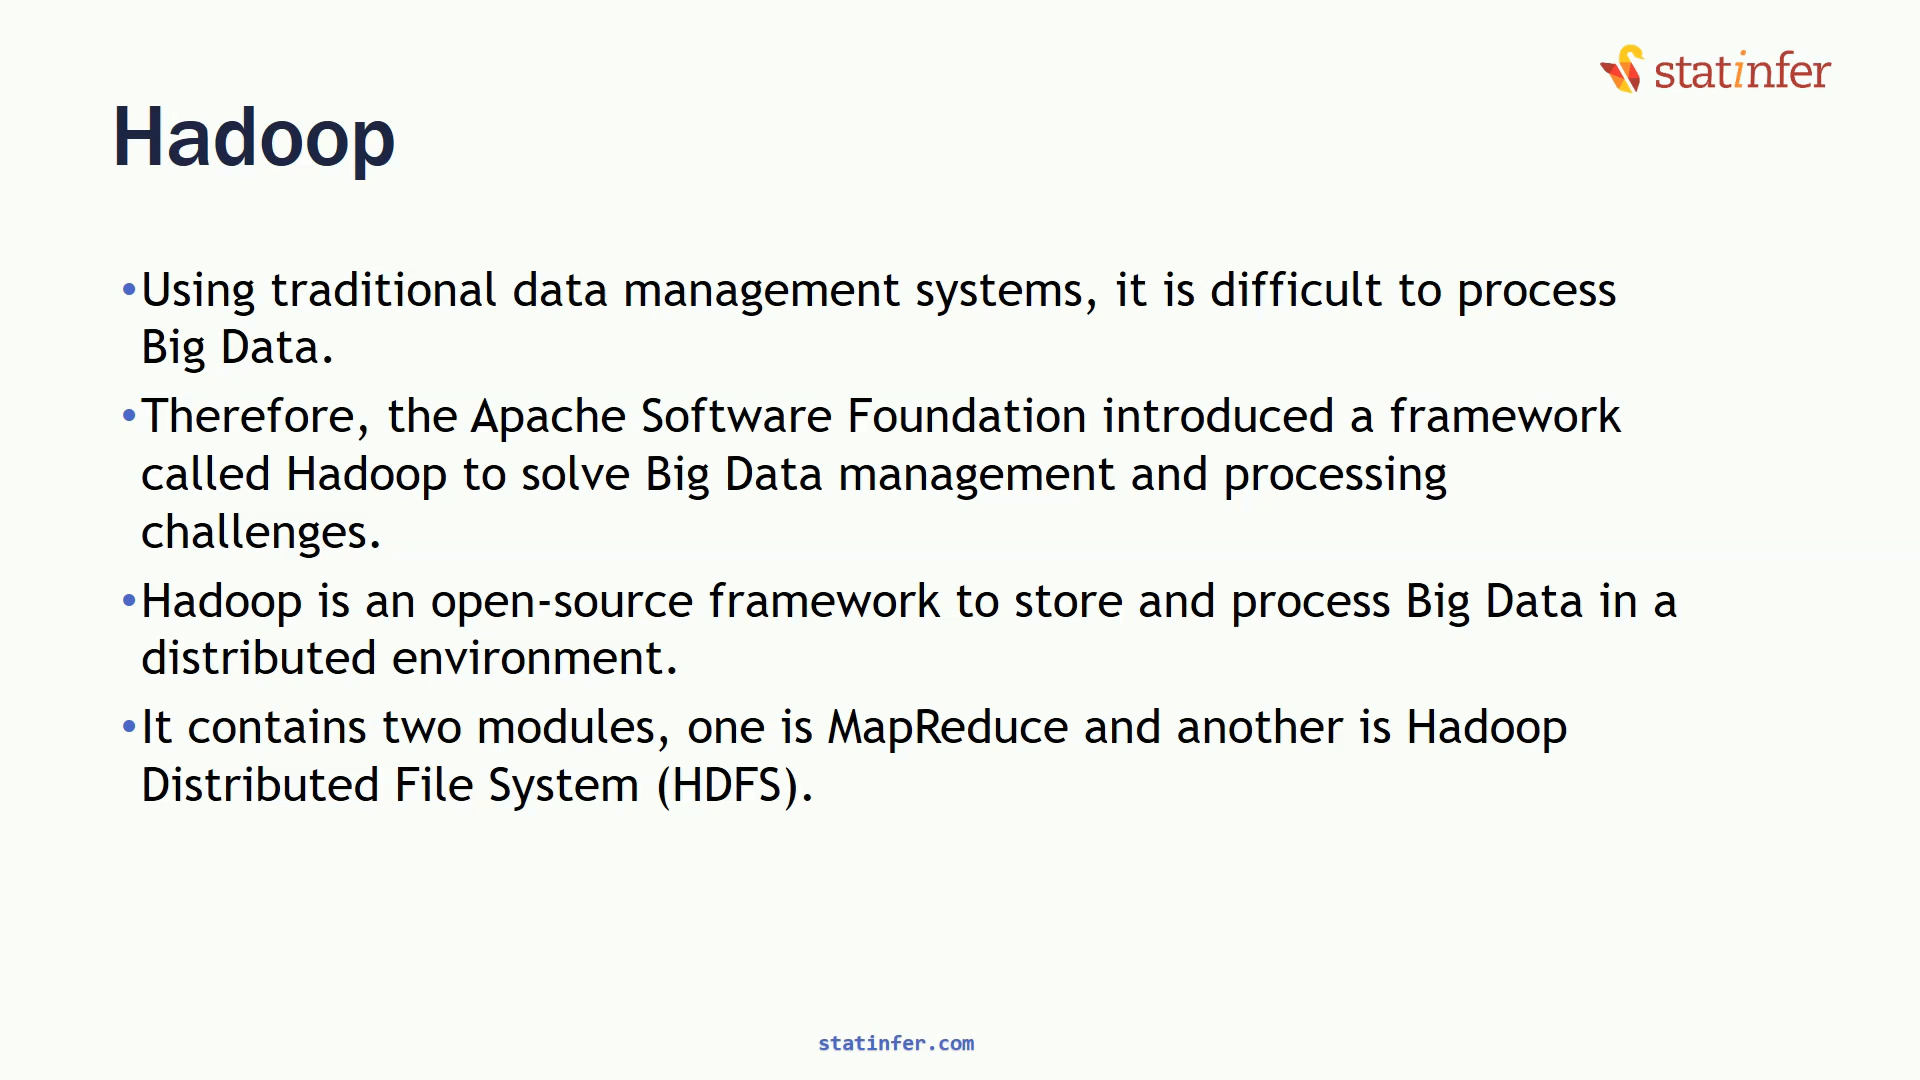 statinfer
Hadoop
•Using traditional data management systems, it is difficult to process
Big Data.
•Therefore, the Apache Software Foundation introduced a framework
called Hadoop to solve Big Data management and processing
challenges.
•Hadoop is an open-source framework to store and process Big Data in a
distributed environment.
•It contains two modules, one is MapReduce and another is Hadoop
Distributed File System (HDFS).
statinfer.com